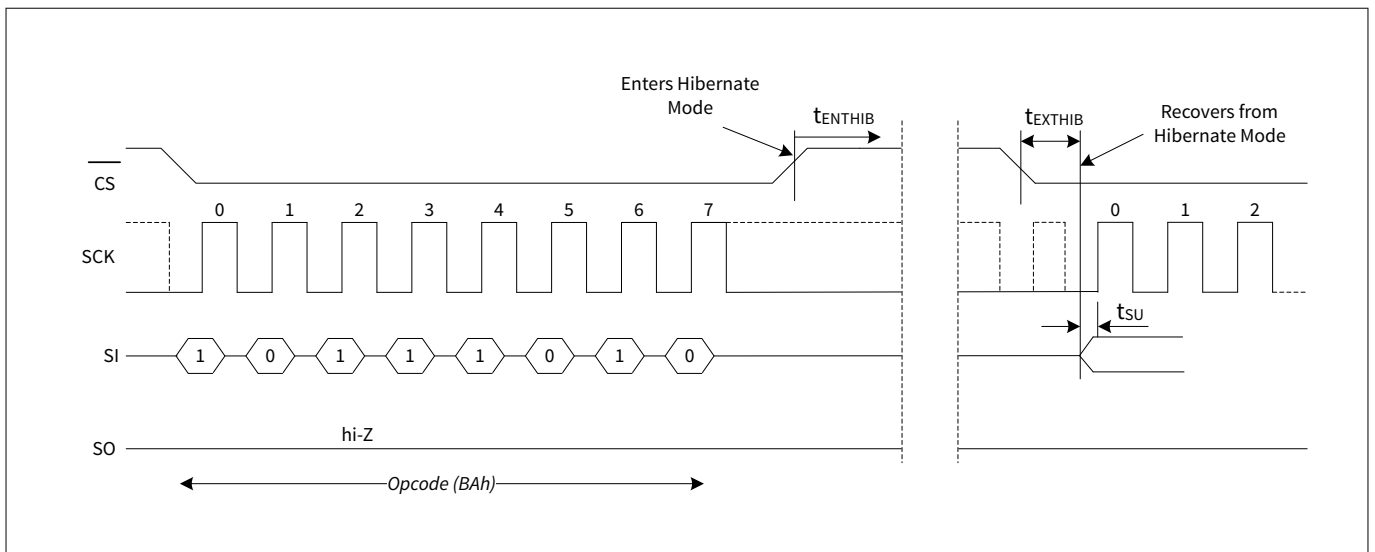 Enters Hibernate
Mode
tENTHIB
tEXTHIB
Recovers from
Hibernate Mode
CS
0 1 2 3 4 5 6 7 0 1 2
SCK
tSU
SI 1 0 1 1 1 0 1 0
hi-Z
SO
Opcode (BAh)